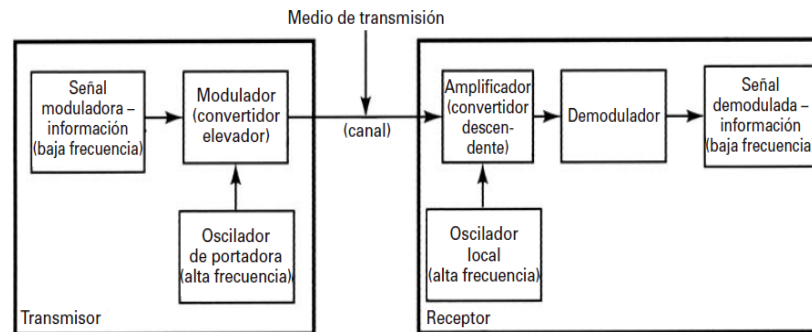 Medio de transmisión
Señal
moduladora –
información
(baja frecuencia)
Modulador
(convertidor
elevador)
Oscilador
de portadora
(alta frecuencia)
Transmisor
(canal)
Amplificador
(convertidor
descen-
dente)
Demodulador
Señal
demodulada –
información
(baja frecuencia)
Oscilador
local
(alta frecuencia)
Receptor